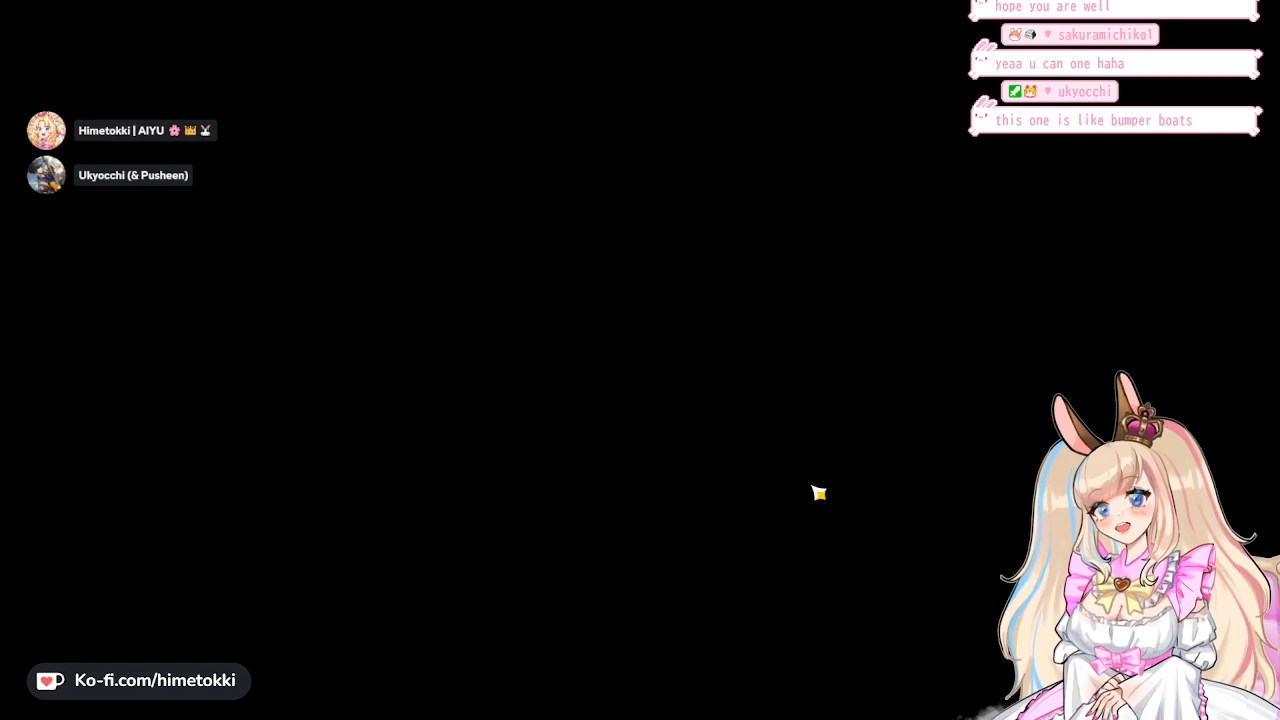 hope you are well
♥ sakuramichiko1
yeaa u can one haha
♥ ukyocchi
this one is like bumper boats
Himetokki | AIYU 🌸 👑 🐰
Ukyocchi (& Pusheen)
Ko-fi.com/himetokki